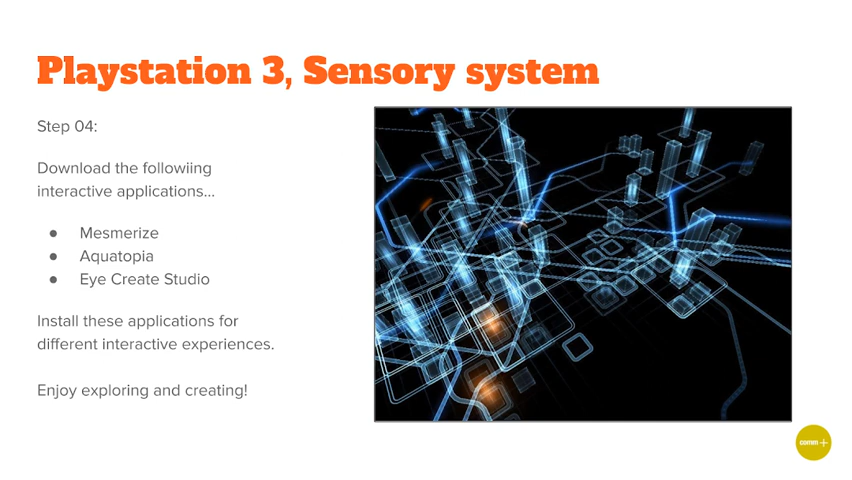 Playstation 3, Sensory system
Step 04:
Download the followiing
interactive applications...
● Mesmerize
● Aquatopia
● Eye Create Studio
Install these applications for
different interactive experiences.
Enjoy exploring and creating!
comm +